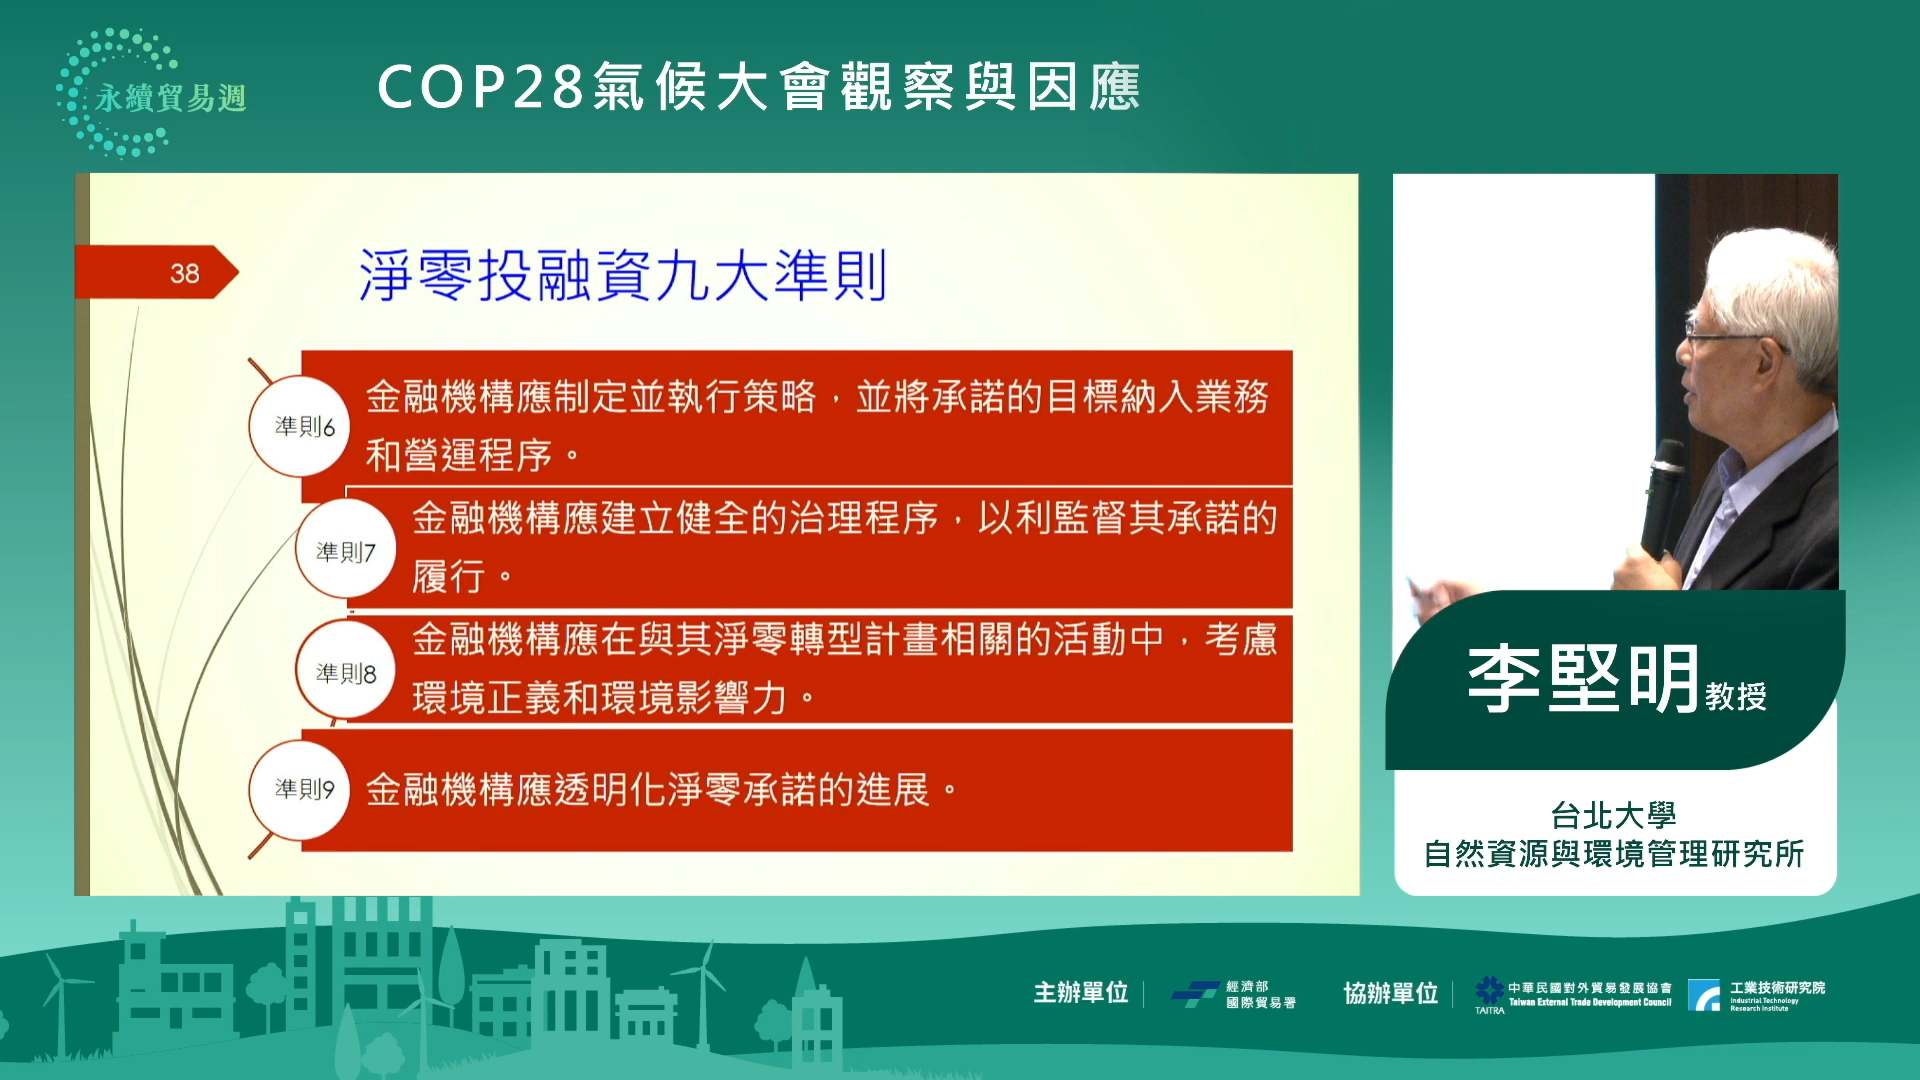 永續貿易週
COP28氣候大會觀察與因應
38
淨零投融資九大準則
準則6
金融機構應制定並執行策略，並將承諾的目標納入業務
和營運程序。
準則7
金融機構應建立健全的治理程序，以利監督其承諾的
履行。
準則8
金融機構應在與其淨零轉型計畫相關的活動中，考慮
環境正義和環境影響力。
準則9
金融機構應透明化淨零承諾的進展。
李堅明教授
台北大學
自然資源與環境管理研究所
主辦單位
經濟部
國際貿易署
協辦單位
TAITRA
中華民國對外貿易發展協會
Taiwan External Trade Development Council
工業技術研究院
Industrial Technology
Research Institute